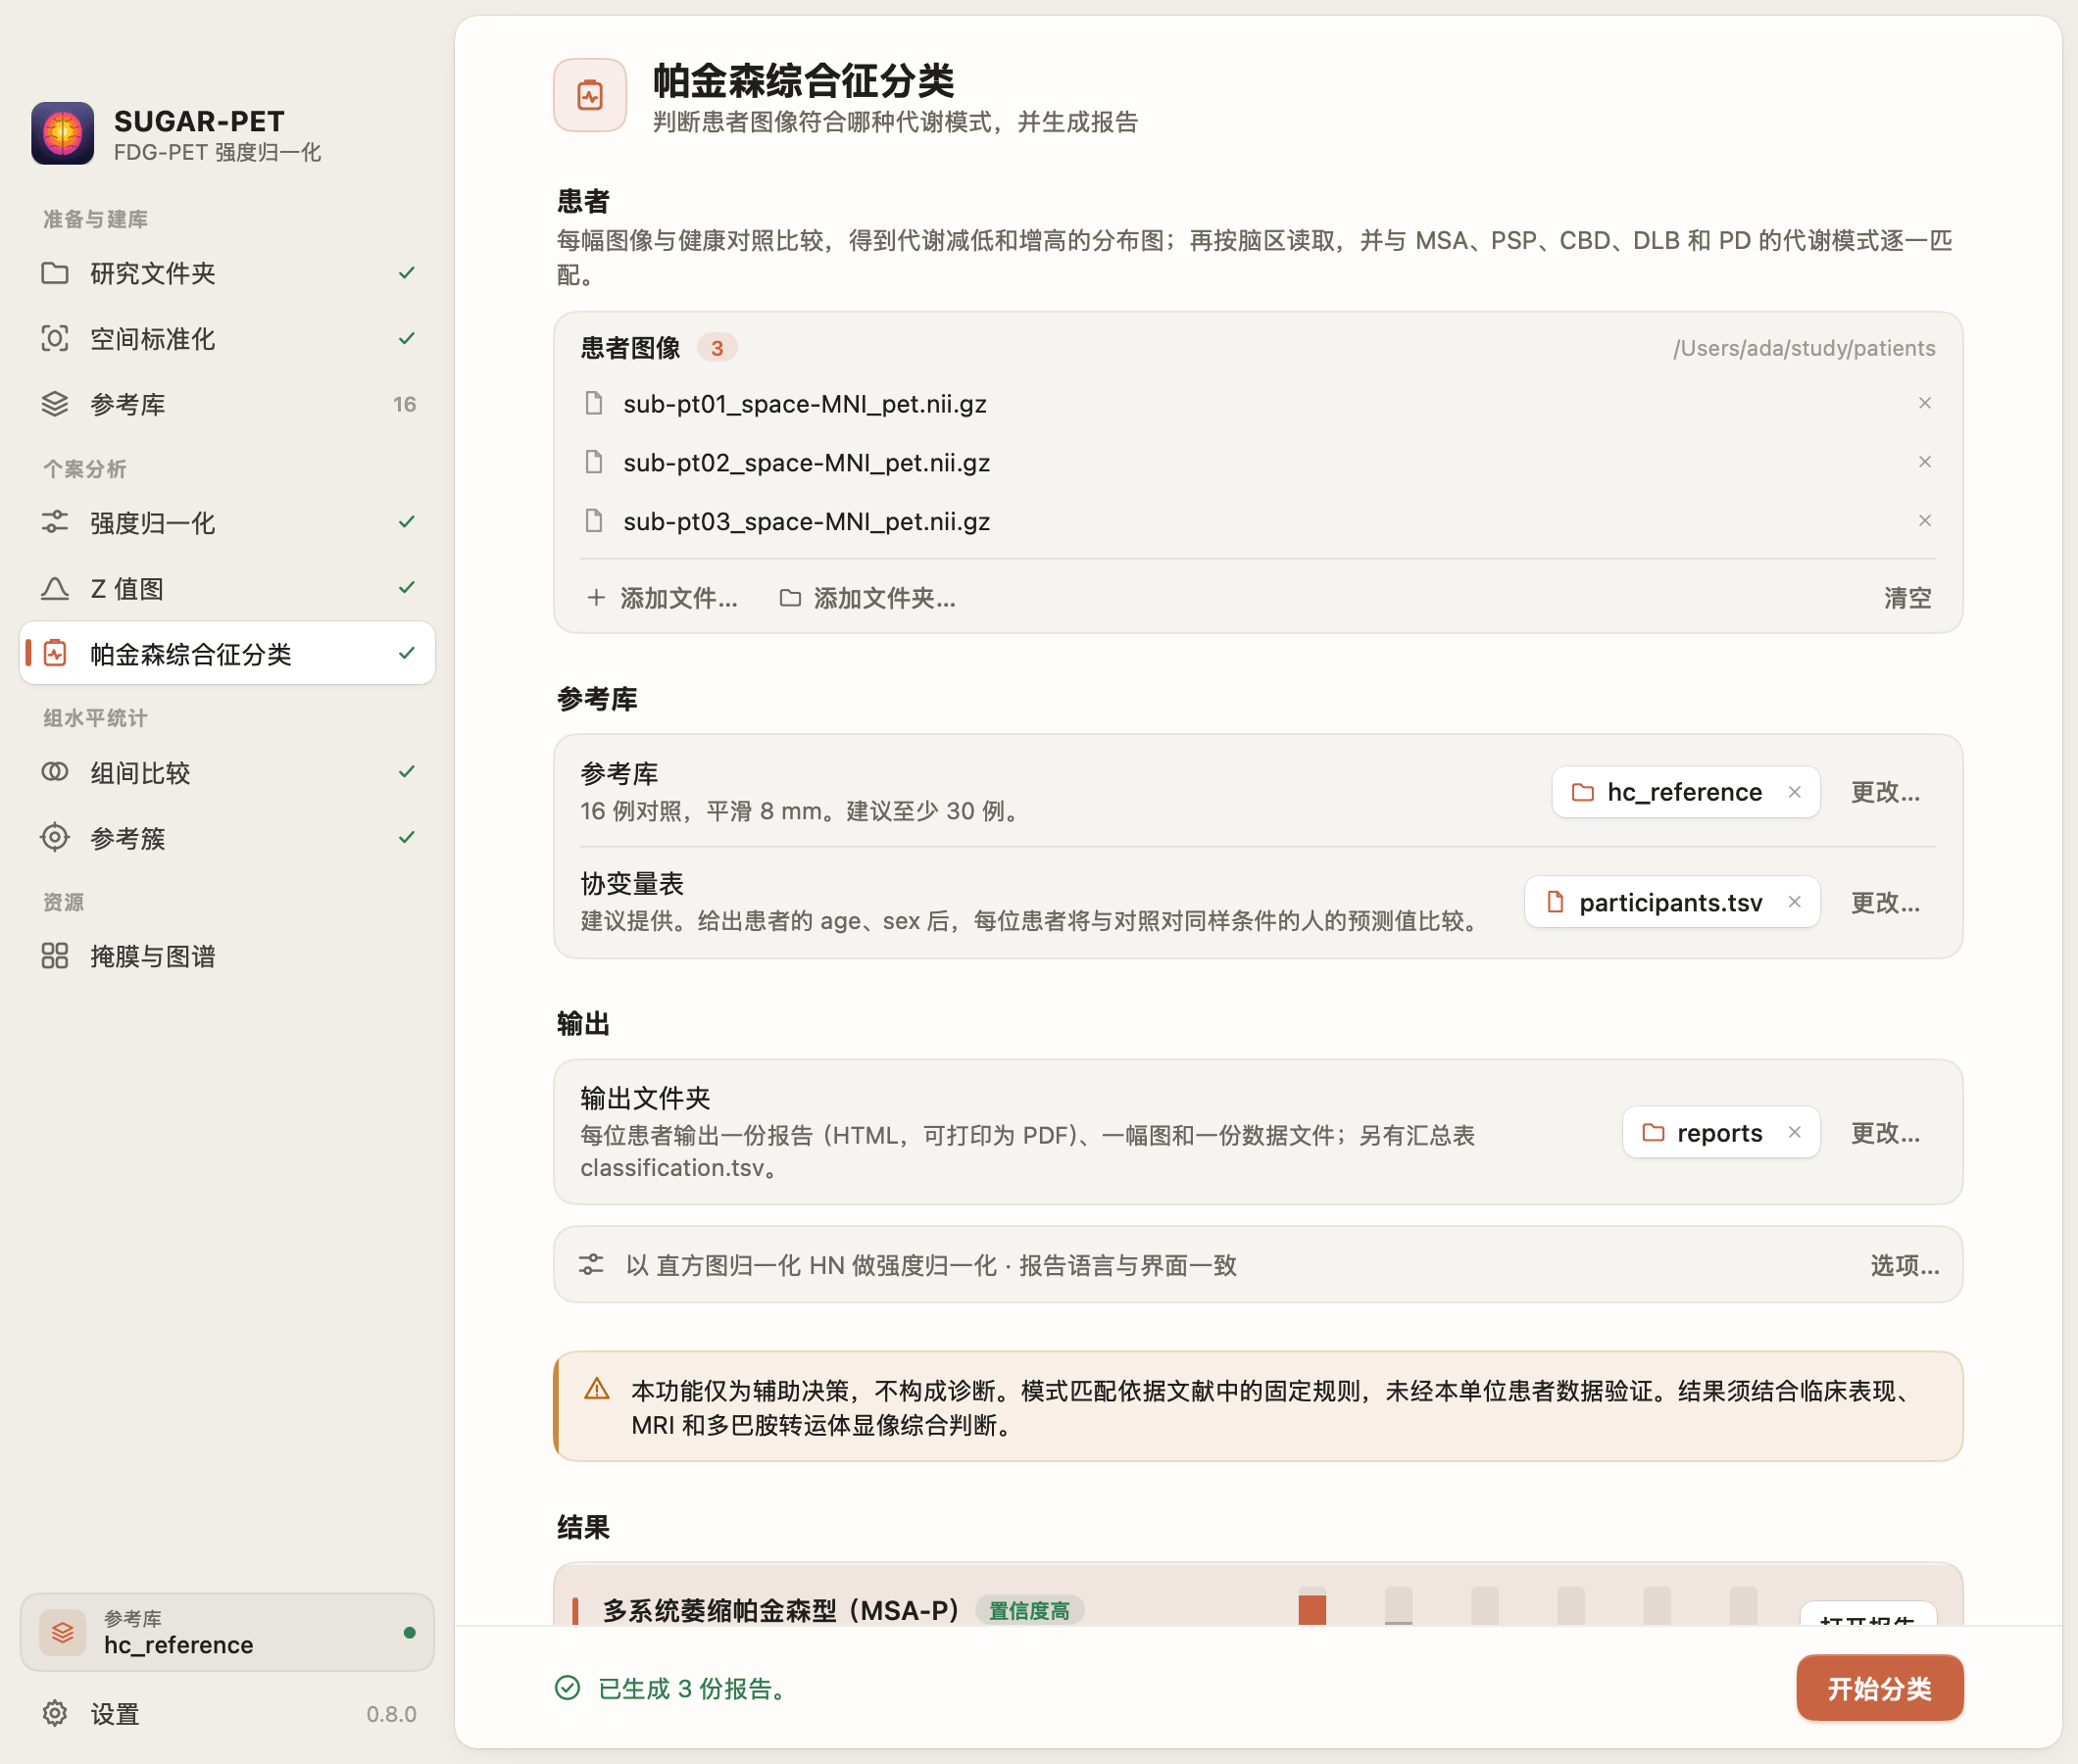 SUGAR-PET
FDG-PET 强度归一化
准备与建库
研究文件夹
空间标准化
参考库 16
个案分析
强度归一化
Z 值图
帕金森综合征分类
组水平统计
组间比较
参考簇
资源
掩膜与图谱
参考库
hc_reference
设置 0.8.0
帕金森综合征分类
判断患者图像符合哪种代谢模式，并生成报告
患者
每幅图像与健康对照比较，得到代谢减低和增高的分布图；再按脑区读取，并与 MSA、PSP、CBD、DLB 和 PD 的代谢模式逐一匹
配。
患者图像 3 /Users/ada/study/patients
sub-pt01_space-MNI_pet.nii.gz
sub-pt02_space-MNI_pet.nii.gz
sub-pt03_space-MNI_pet.nii.gz
添加文件... 添加文件夹... 清空
参考库
参考库
16 例对照，平滑 8 mm。建议至少 30 例。
hc_reference 更改...
协变量表
建议提供。给出患者的 age、sex 后，每位患者将与对照对同样条件的人的预测值比较。
participants.tsv 更改...
输出
输出文件夹
每位患者输出一份报告（HTML，可打印为 PDF）、一幅图和一份数据文件；另有汇总表
classification.tsv。
reports 更改...
以 直方图归一化 HN 做强度归一化 · 报告语言与界面一致 选项...
本功能仅为辅助决策，不构成诊断。模式匹配依据文献中的固定规则，未经本单位患者数据验证。结果须结合临床表现、
MRI 和多巴胺转运体显像综合判断。
结果
多系统萎缩帕金森型（MSA-P） 置信度高 打开报告
已生成 3 份报告。
开始分类